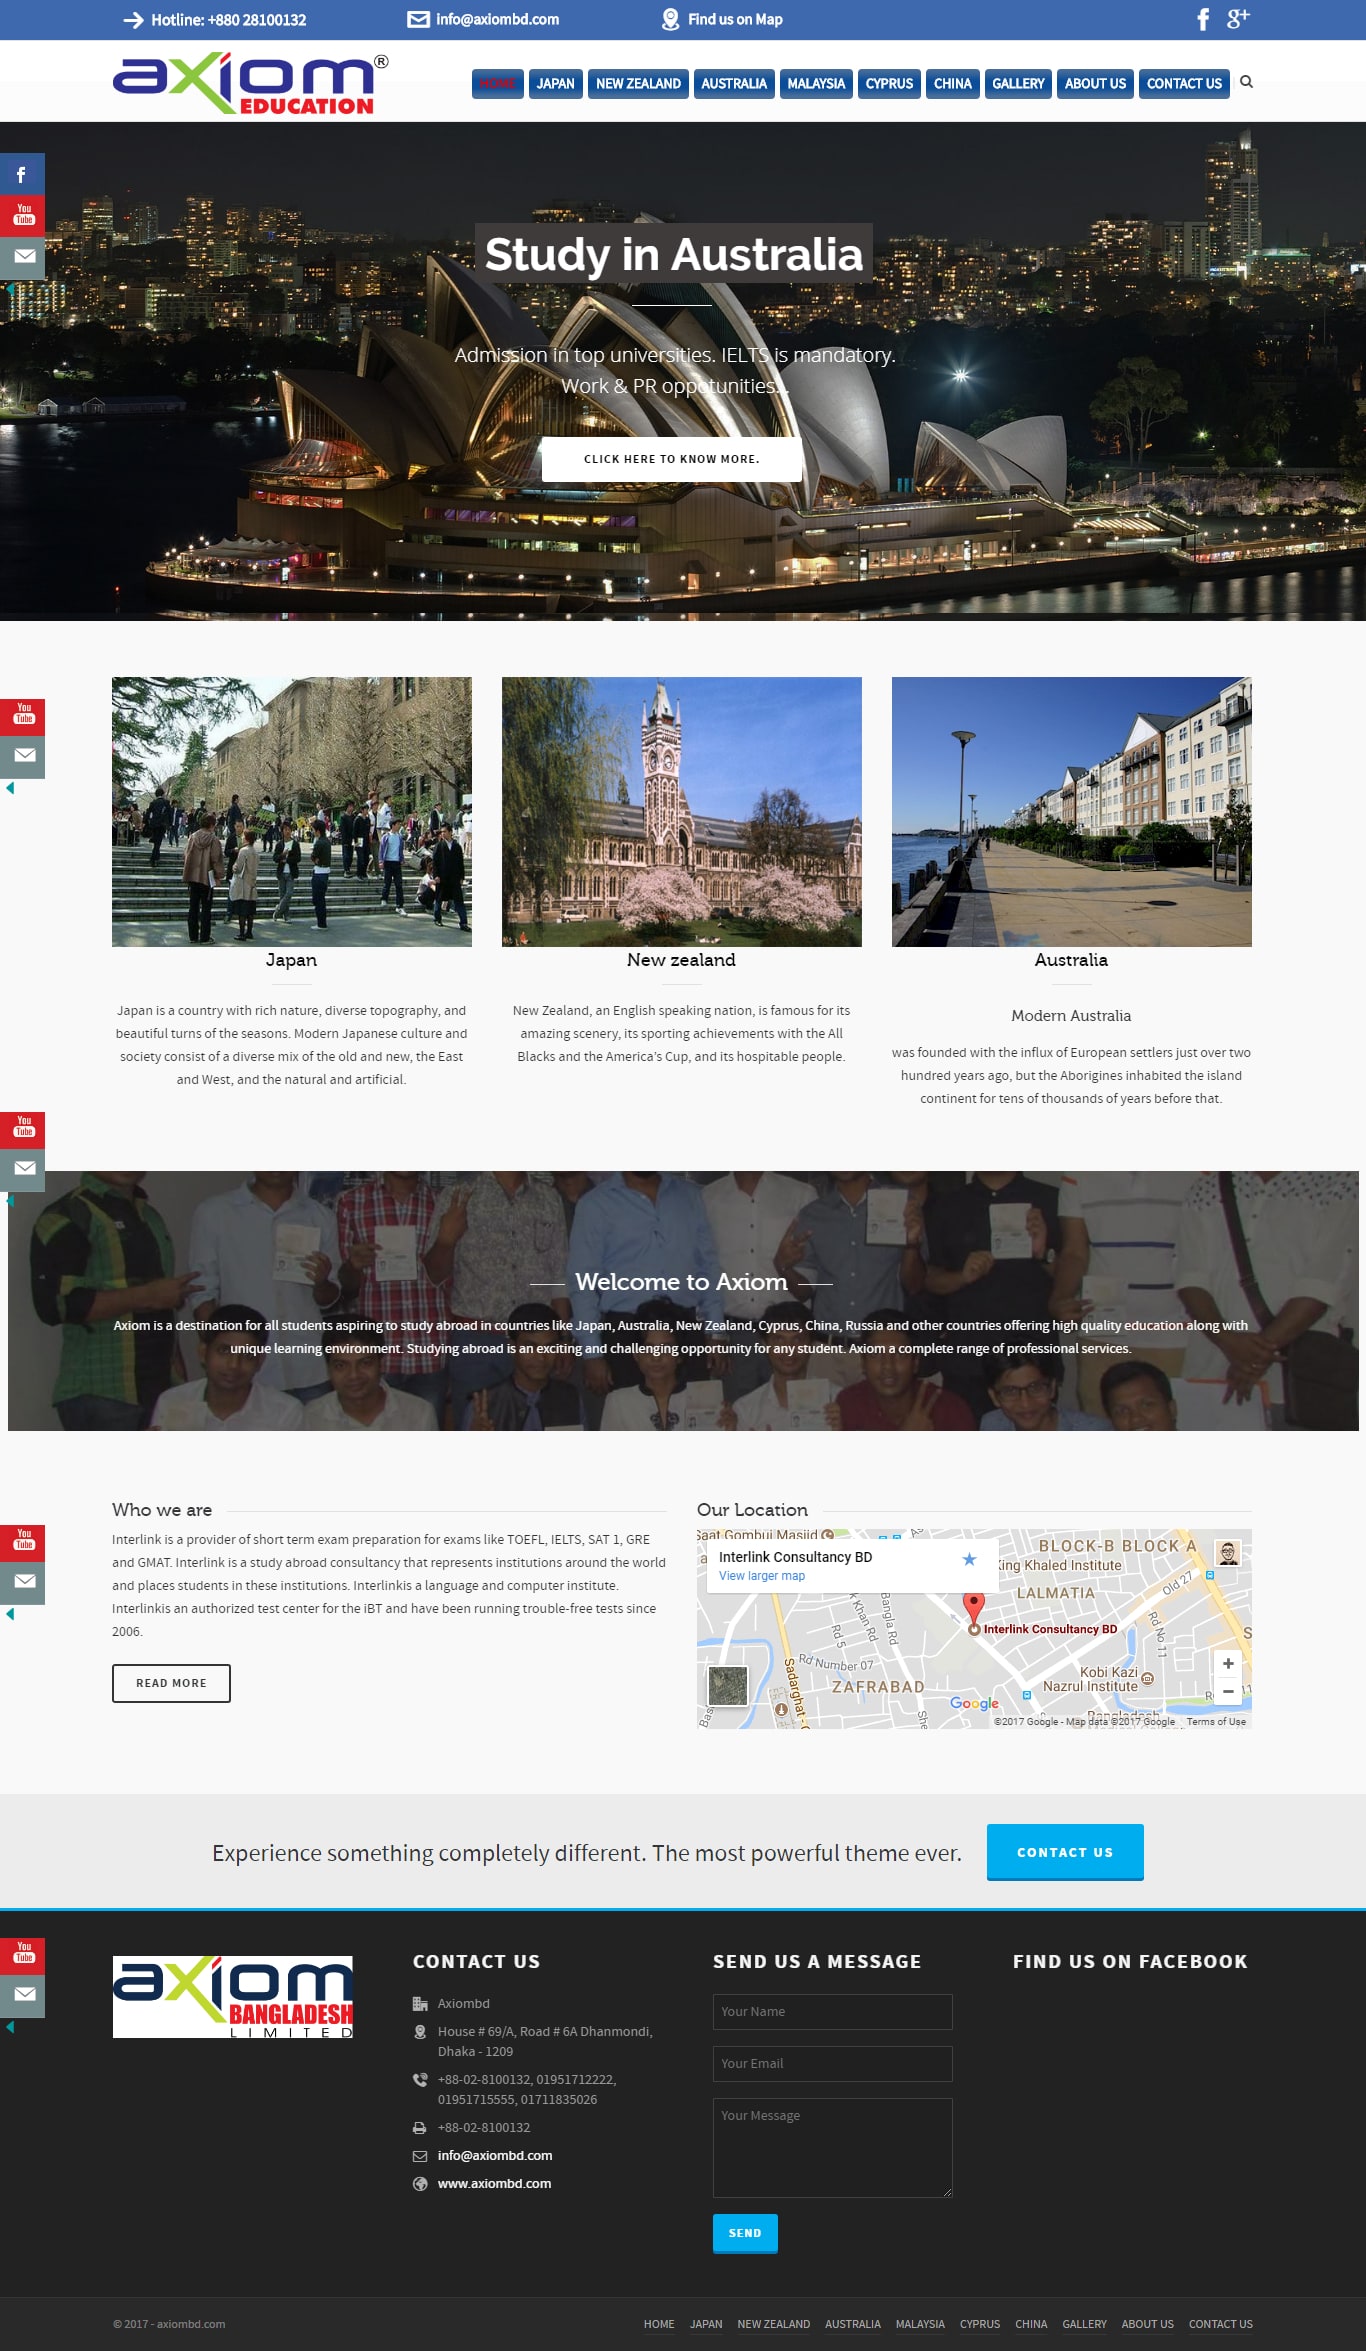 Hotline: +880 28100132
info@axiombd.com
Find us on Map
axiom®
EDUCATION
HOME JAPAN NEW ZEALAND AUSTRALIA MALAYSIA CYPRUS CHINA GALLERY ABOUT US CONTACT US
You
Tube
Study in Australia
Admission in top universities. IELTS is mandatory.
Work & PR oppotunities...
CLICK HERE TO KNOW MORE.
You
Tube
Japan
Japan is a country with rich nature, diverse topography, and
beautiful turns of the seasons. Modern Japanese culture and
society consist of a diverse mix of the old and new, the East
and West, and the natural and artificial.
New zealand
New Zealand, an English speaking nation, is famous for its
amazing scenery, its sporting achievements with the All
Blacks and the America's Cup, and its hospitable people.
Australia
Modern Australia
was founded with the influx of European settlers just over two
hundred years ago, but the Aborigines inhabited the island
continent for tens of thousands of years before that.
You
Tube
Welcome to Axiom
Axiom is a destination for all students aspiring to study abroad in countries like Japan, Australia, New Zealand, Cyprus, China, Russia and other countries offering high quality education along with
unique learning environment. Studying abroad is an exciting and challenging opportunity for any student. Axiom a complete range of professional services.
You
Tube
Who we are
Interlink is a provider of short term exam preparation for exams like TOEFL, IELTS, SAT 1, GRE
and GMAT. Interlink is a study abroad consultancy that represents institutions around the world
and places students in these institutions. Interlinkis a language and computer institute.
Interlinkis an authorized test center for the iBT and have been running trouble-free tests since
2006.
READ MORE
Our Location
Saat Gombuj Masjid
Interlink Consultancy BD
View larger map
BLOCK-B BLOCK A
King Khaled Institute
LALMATIA
Old 27
Khan Rd
Bangla Rd
Rd 5
Rd No.11
Interlink Consultancy BD
Rd Number 07
Sadarghat
ZAFRABAD
Kobi Kazi
Nazrul Institute
Google
Bangladesh
©2017 Google - Map data ©2017 Google Terms of Use
Experience something completely different. The most powerful theme ever.
CONTACT US
You
Tube
axiom
BANGLADESH
LIMITED
CONTACT US
Axiombd
House # 69/A, Road # 6A Dhanmondi,
Dhaka - 1209
+88-02-8100132, 01951712222,
01951715555, 01711835026
+88-02-8100132
info@axiombd.com
www.axiombd.com
SEND US A MESSAGE
Your Name
Your Email
Your Message
SEND
FIND US ON FACEBOOK
© 2017 - axiombd.com
HOME JAPAN NEW ZEALAND AUSTRALIA MALAYSIA CYPRUS CHINA GALLERY ABOUT US CONTACT US